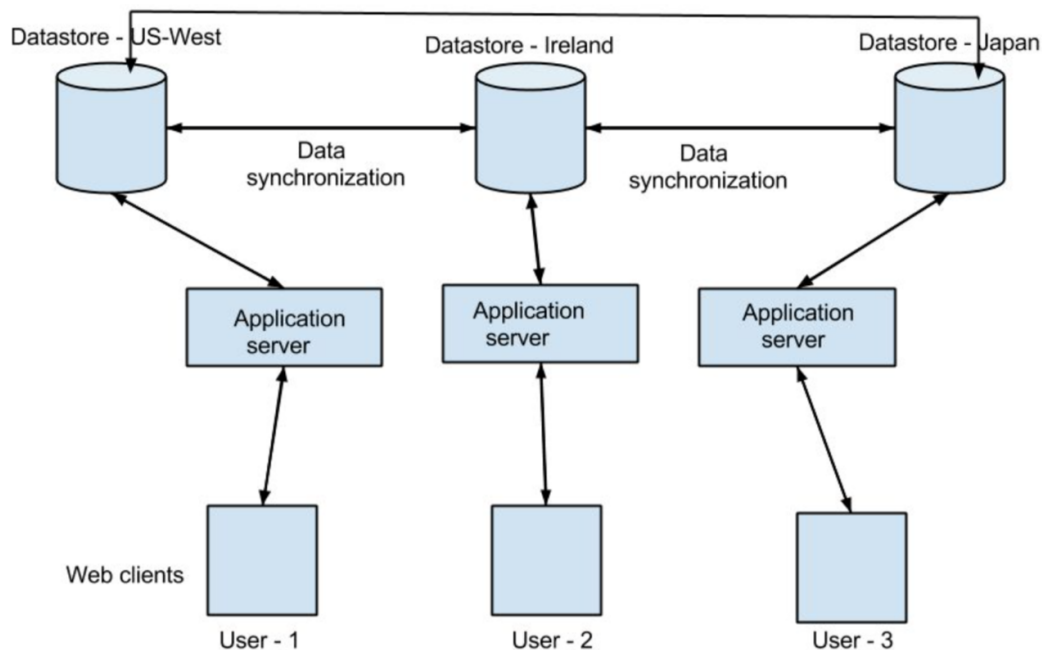 Datastore - US-West
Datastore - Ireland
Datastore - Japan
Data
synchronization
Data
synchronization
Application
server
Application
server
Application
server
Web clients
User - 1
User - 2
User - 3